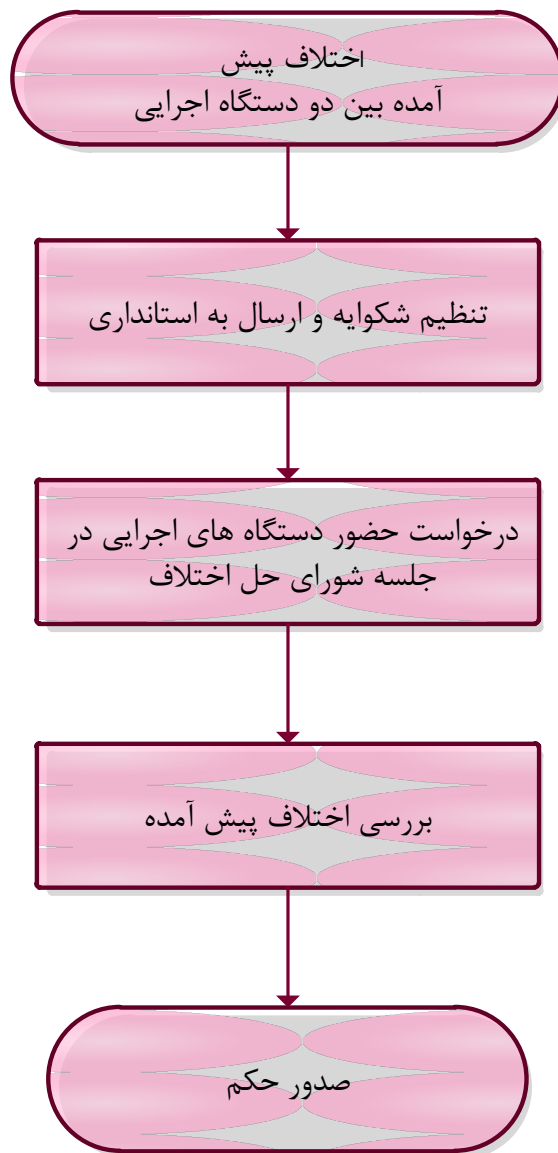 اختلاف پیش
آمده بین دو دستگاه اجرایی
تنظیم شکوایه و ارسال به استانداری
درخواست حضور دستگاه های اجرایی در
جلسه شورای حل اختلاف
بررسی اختلاف پیش آمده
صدور حکم